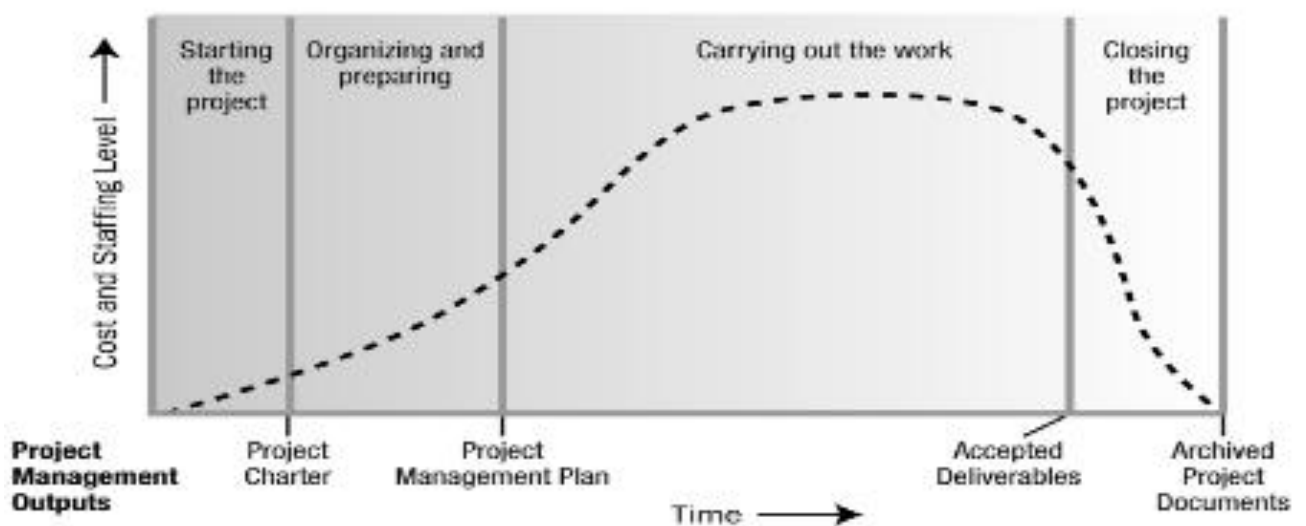 Starting
the
project
Organizing and
preparing
Carrying out the work
Closing
the
project
Cost and Staffing Level
Project
Management
Outputs
Project
Charter
Project
Management Plan
Accepted
Deliverables
Archived
Project
Documents
Time